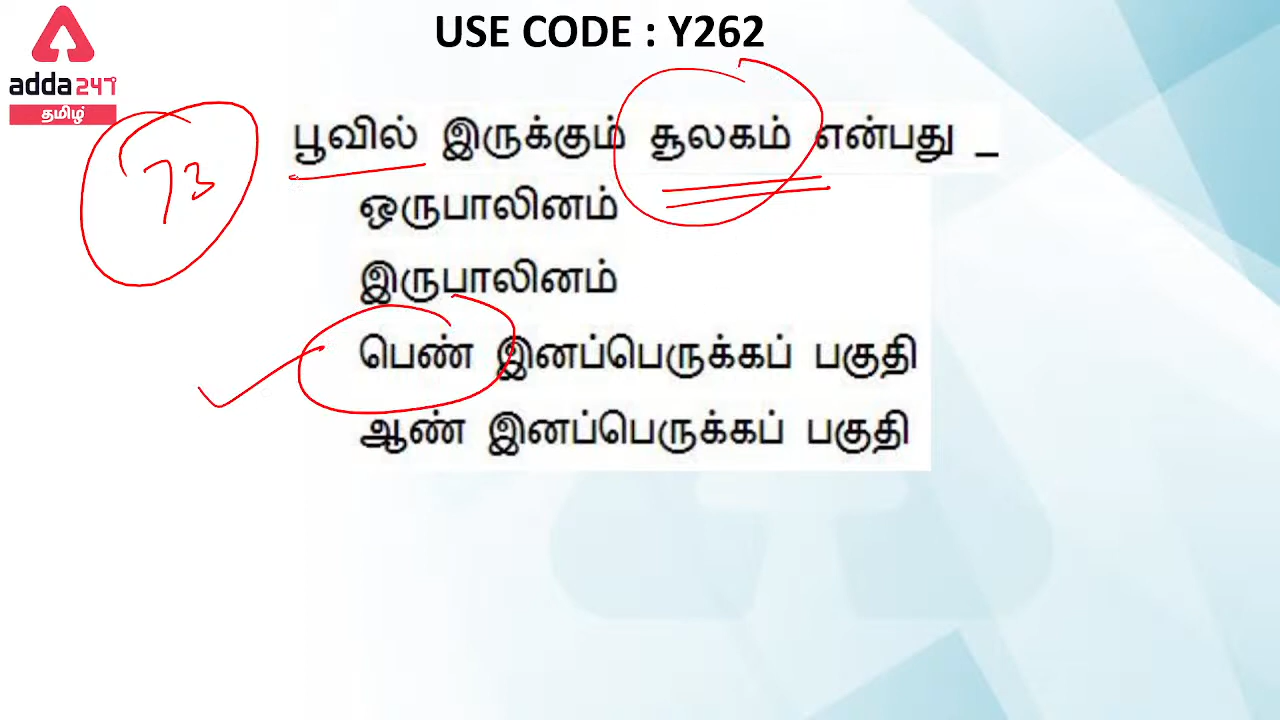 USE CODE : Y262
adda247
தமிழ்
73
பூவில் இருக்கும் சூலகம் என்பது _
ஒருபாலினம்
இருபாலினம்
பெண் இனப்பெருக்கப் பகுதி
ஆண் இனப்பெருக்கப் பகுதி